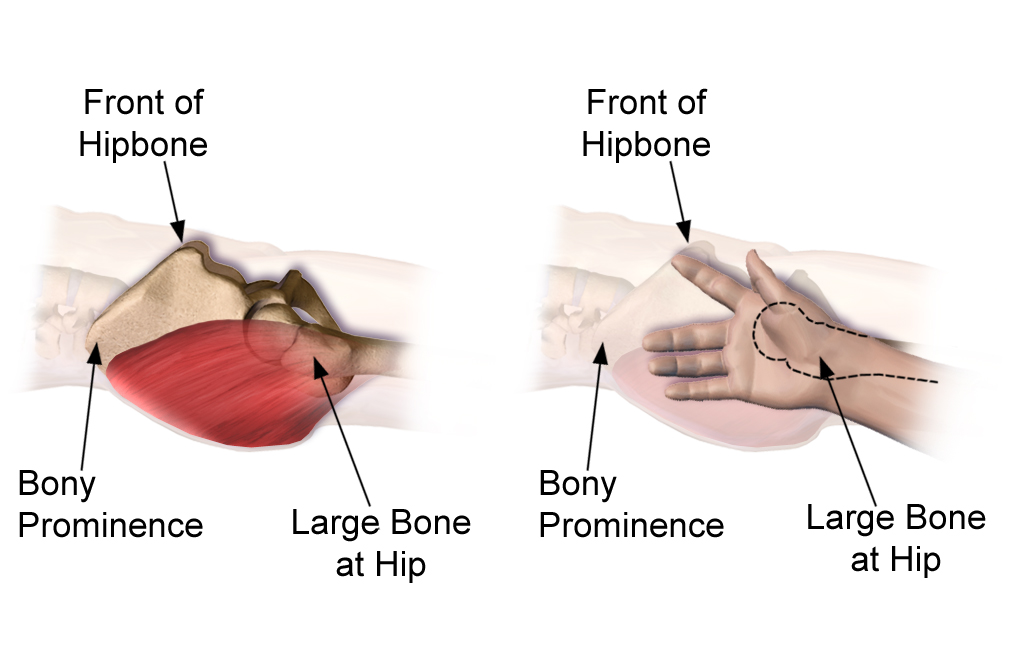 Front of
Hipbone
Bony
Prominence
Large Bone
at Hip
Front of
Hipbone
Bony
Prominence
Large Bone
at Hip